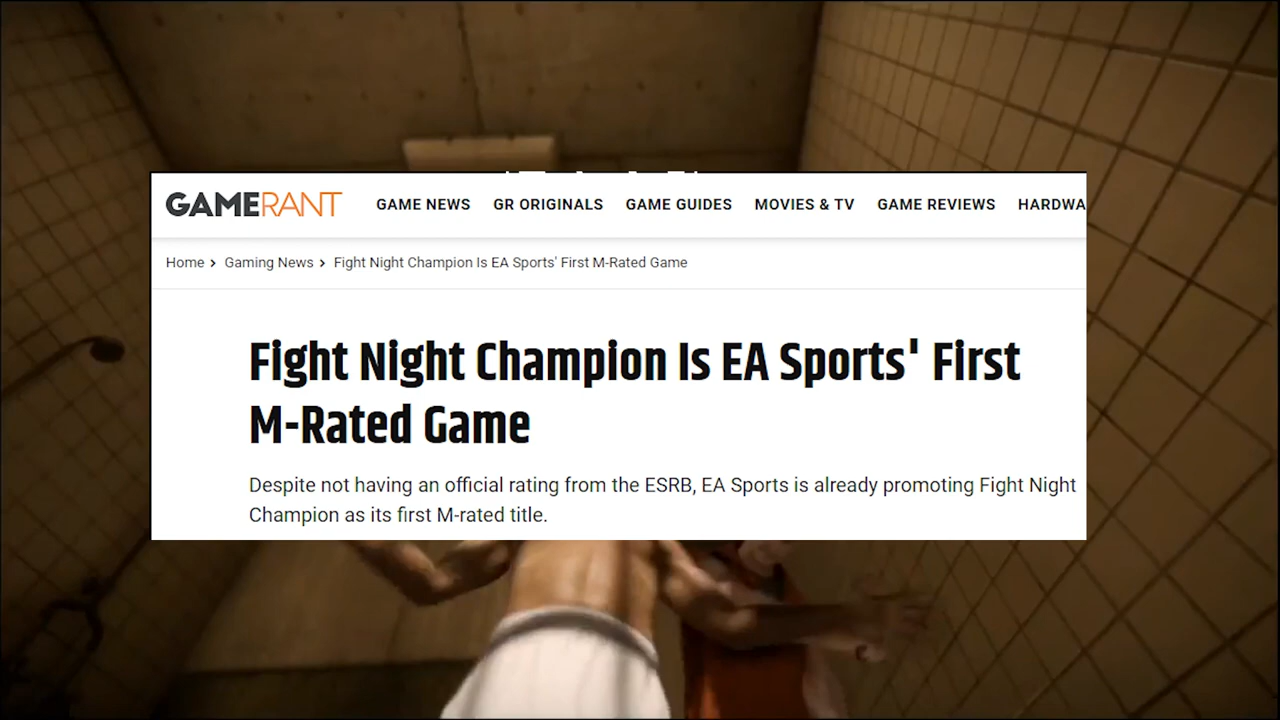 GAMERANT GAME NEWS GR ORIGINALS GAME GUIDES MOVIES & TV GAME REVIEWS HARDWA
Home > Gaming News > Fight Night Champion Is EA Sports' First M-Rated Game
Fight Night Champion Is EA Sports' First
M-Rated Game
Despite not having an official rating from the ESRB, EA Sports is already promoting Fight Night
Champion as its first M-rated title.